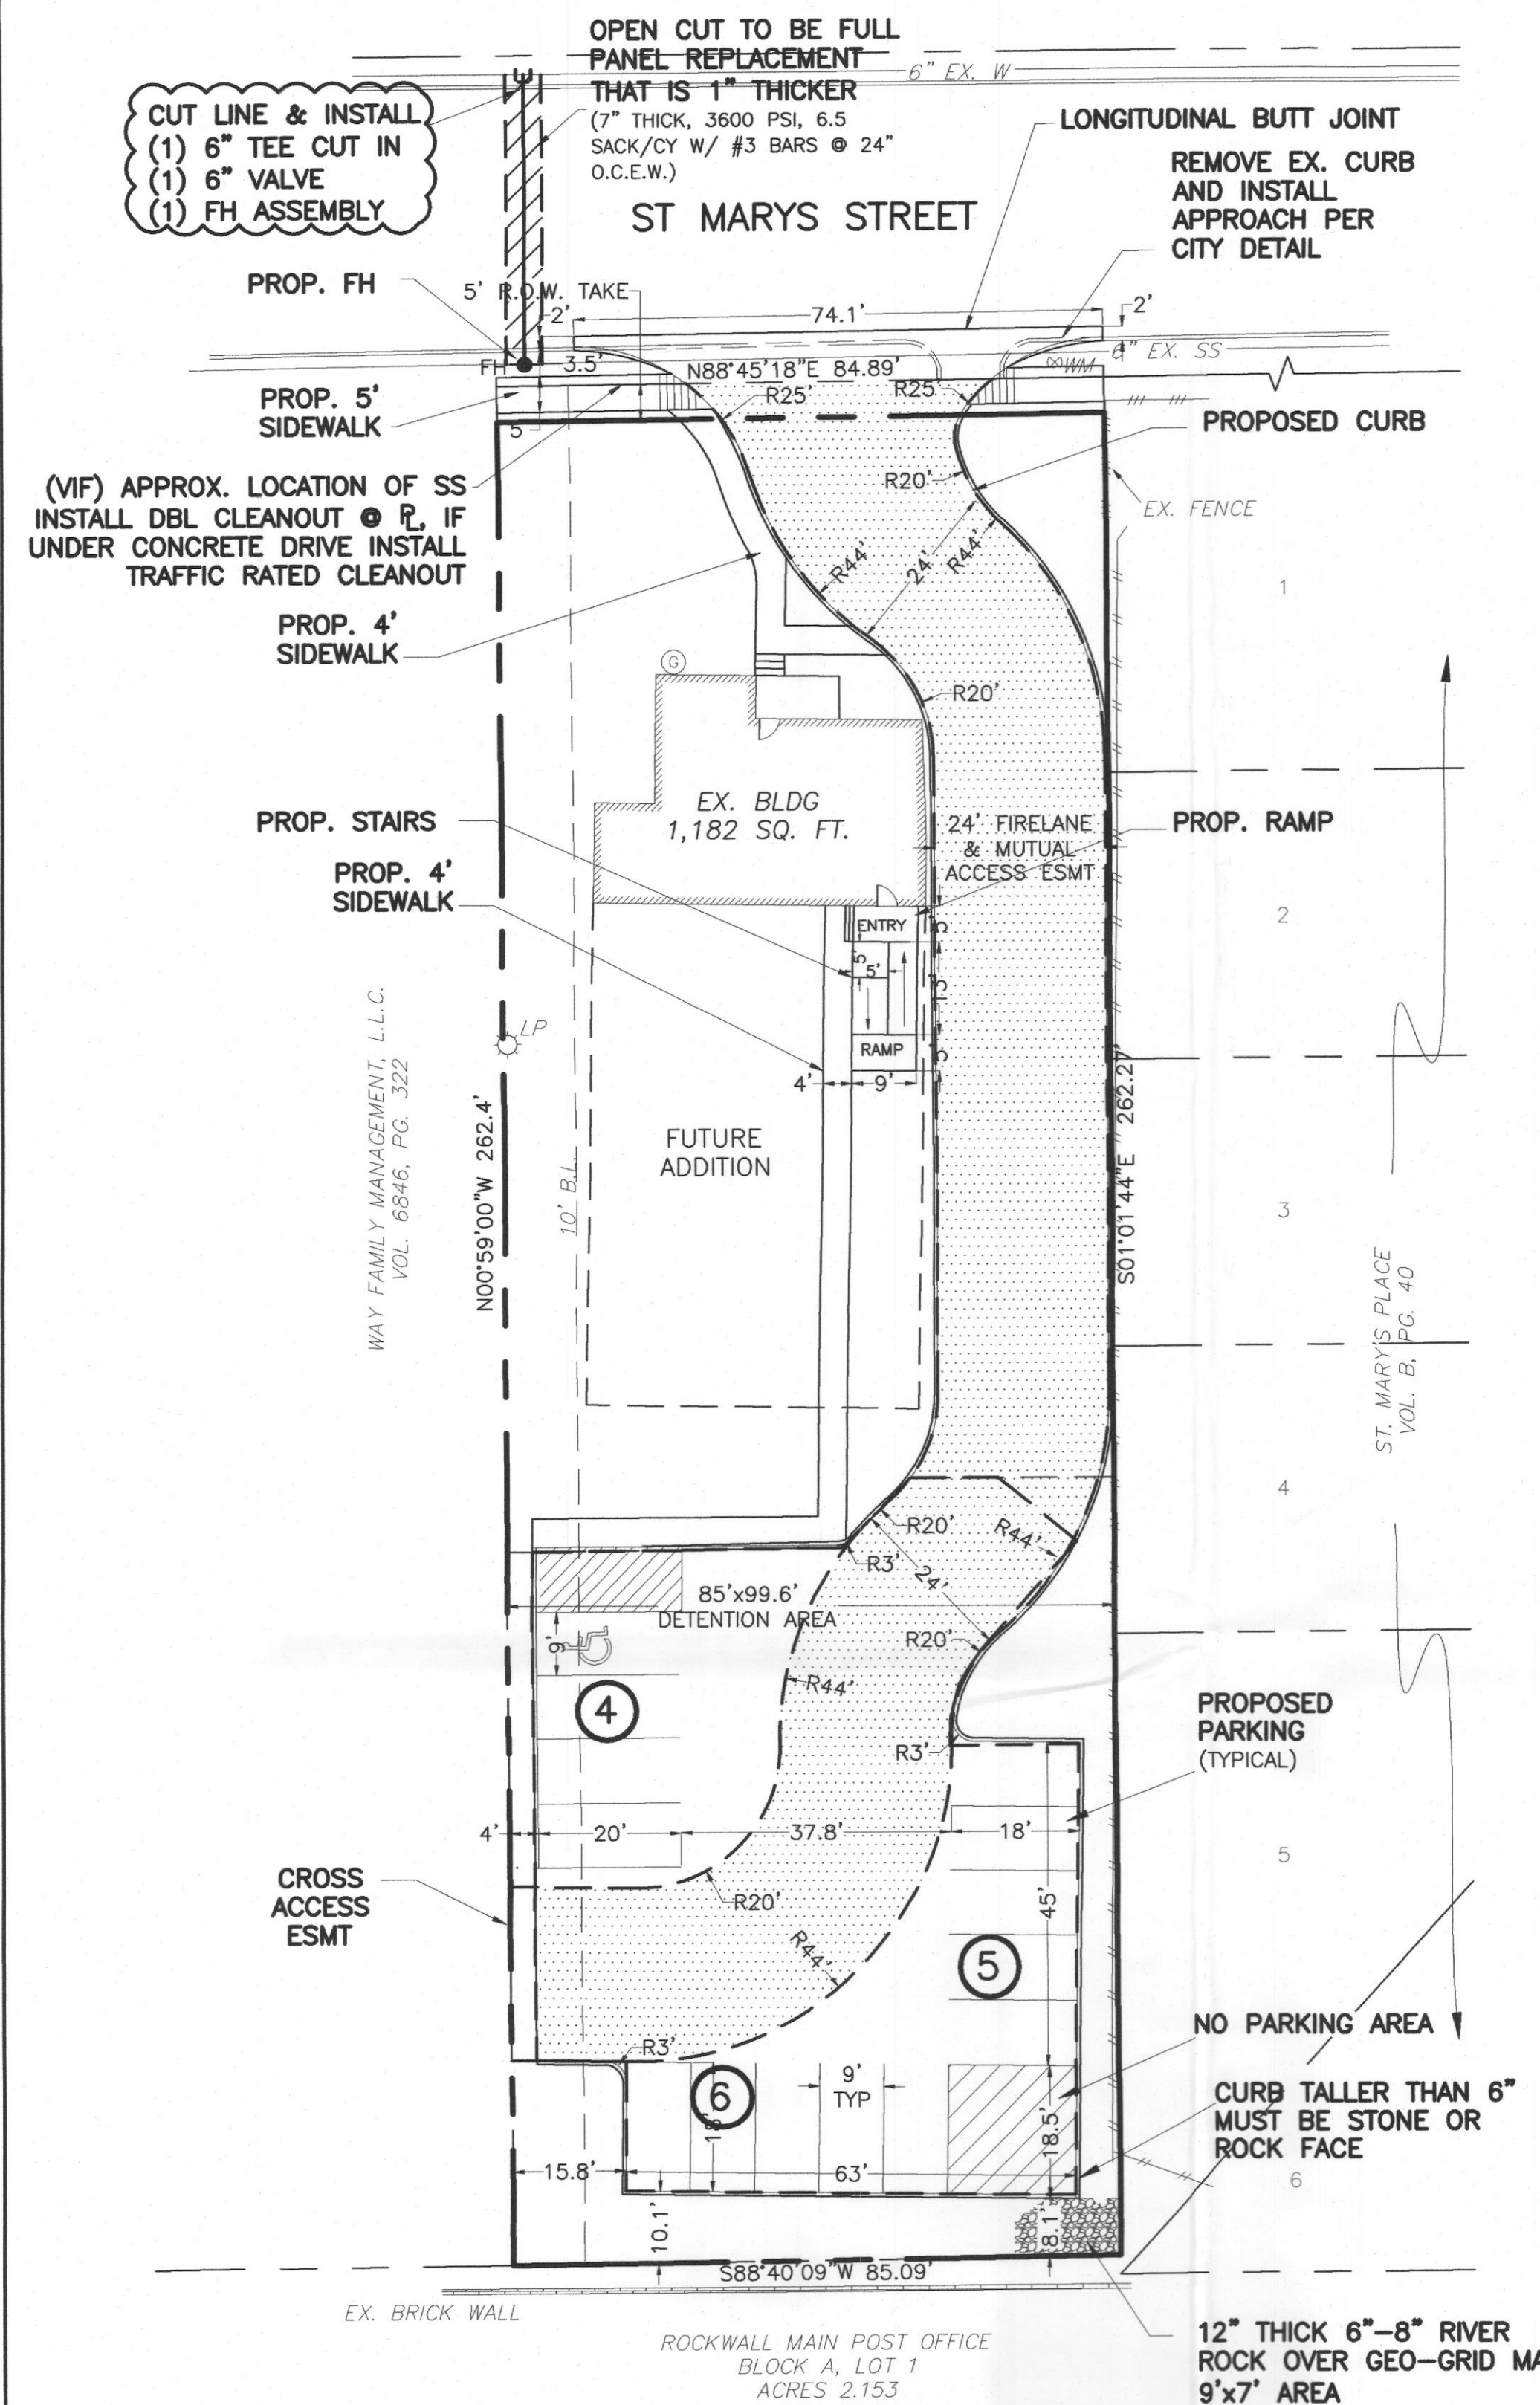 OPEN CUT TO BE FULL
PANEL REPLACEMENT
THAT IS 1" THICKER
(7" THICK, 3600 PSI, 6.5
SACK/CY W/ #3 BARS @ 24"
O.C.E.W.)
6" EX. W
CUT LINE & INSTALL
(1) 6" TEE CUT IN
(1) 6" VALVE
(1) FH ASSEMBLY
LONGITUDINAL BUTT JOINT
REMOVE EX. CURB
AND INSTALL
APPROACH PER
CITY DETAIL
ST MARYS STREET
PROP. FH
5' R.O.W. TAKE
2'
74.1'
2'
6" EX. SS
FH
3.5'
N88°45'18"E 84.89'
WM
PROP. 5'
SIDEWALK
R25'
R25'
5
PROPOSED CURB
(VIF) APPROX. LOCATION OF SS
INSTALL DBL CLEANOUT @ PL, IF
UNDER CONCRETE DRIVE INSTALL
TRAFFIC RATED CLEANOUT
R20'
EX. FENCE
R44'
24'
R44'
1
PROP. 4'
SIDEWALK
G
R20'
EX. BLDG
1,182 SQ. FT.
PROP. STAIRS
24' FIRELANE
& MUTUAL
ACCESS ESMT
PROP. RAMP
PROP. 4'
SIDEWALK
2
ENTRY
5'
5'
5'
13'
RAMP
5'
4'
9'
LP
WAY FAMILY MANAGEMENT, L.L.C.
VOL. 6846, PG. 322
N00°59'00"W 262.4'
10' B.L.
FUTURE
ADDITION
S01°01'44"E 262.27'
3
ST. MARY'S PLACE
VOL. B, PG. 40
4
R20'
R44'
R3'
24'
85'x99.6'
DETENTION AREA
9'
R20'
4
R44'
R3'
PROPOSED
PARKING
(TYPICAL)
4'
20'
37.8'
18'
5
CROSS
ACCESS
ESMT
R20'
45'
R44'
5
NO PARKING AREA
R3'
6
9'
TYP
18'
18.5'
CURB TALLER THAN 6"
MUST BE STONE OR
ROCK FACE
15.8'
63'
6
10.1'
8.1'
S88°40'09"W 85.09'
EX. BRICK WALL
ROCKWALL MAIN POST OFFICE
BLOCK A, LOT 1
ACRES 2.153
12" THICK 6"-8" RIVER
ROCK OVER GEO-GRID MA
9'x7' AREA